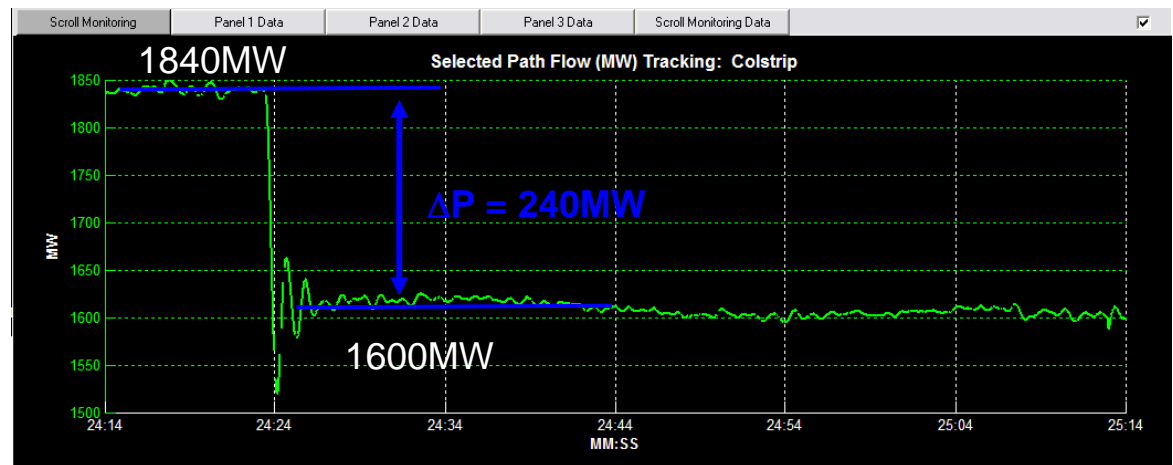 Scroll Monitoring Panel 1 Data Panel 2 Data Panel 3 Data Scroll Monitoring Data
1840MW
Selected Path Flow (MW) Tracking: Colstrip
1850
1800
1750
ΔP = 240MW
1700
MW
1650
1600
1600MW
1550
1500
24:14 24:24 24:34 24:44 24:54 25:04 25:14
MM:SS